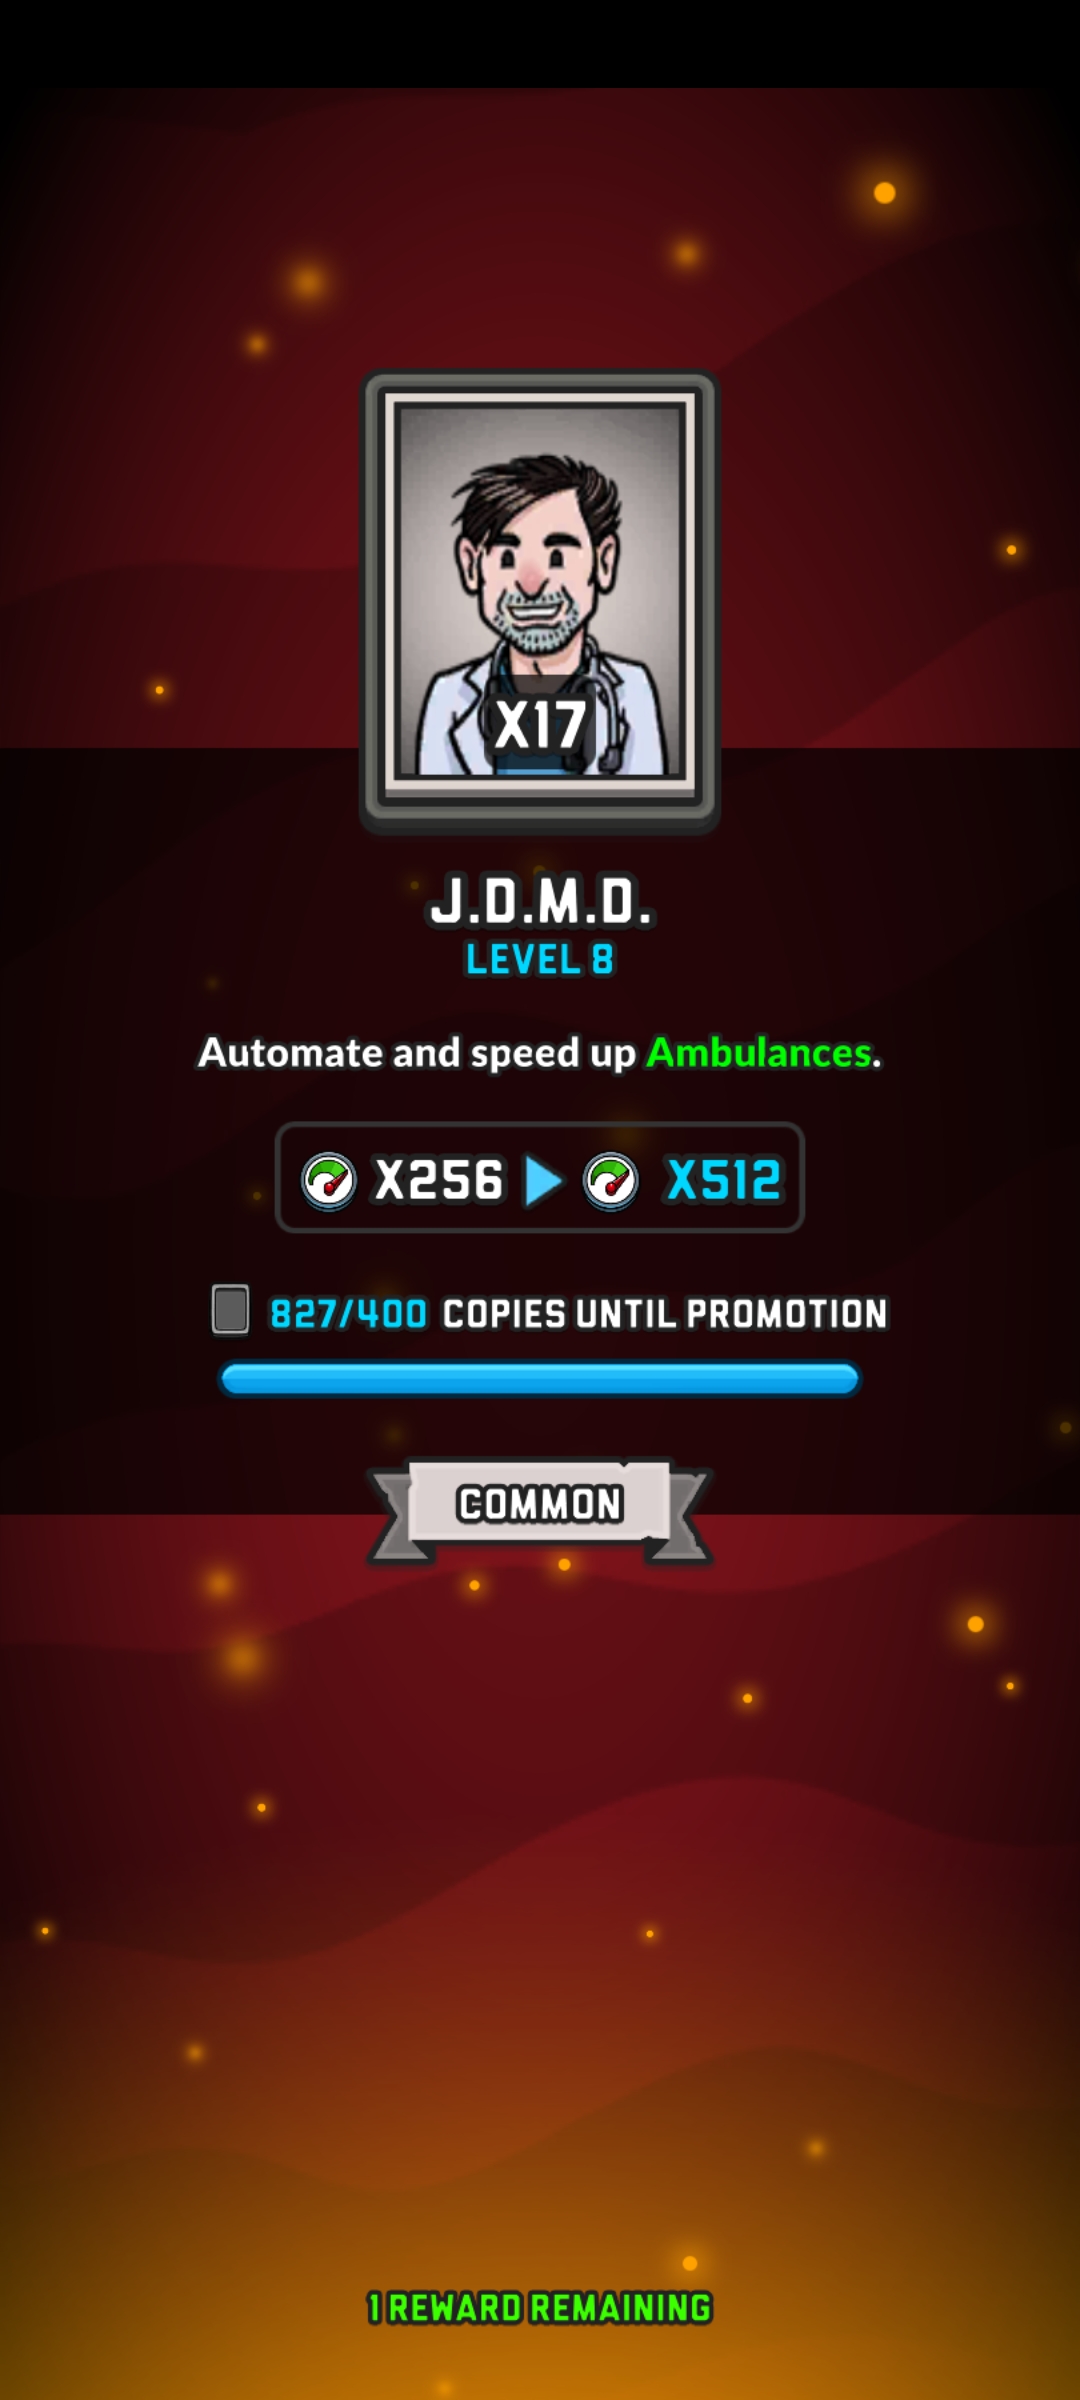 X17
J.D.M.D.
LEVEL 8
Automate and speed up Ambulances.
X256 X512
827/400 COPIES UNTIL PROMOTION
COMMON
1 REWARD REMAINING